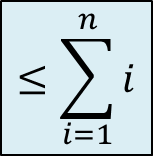 ≤ ∑_{i=1}^{n} i